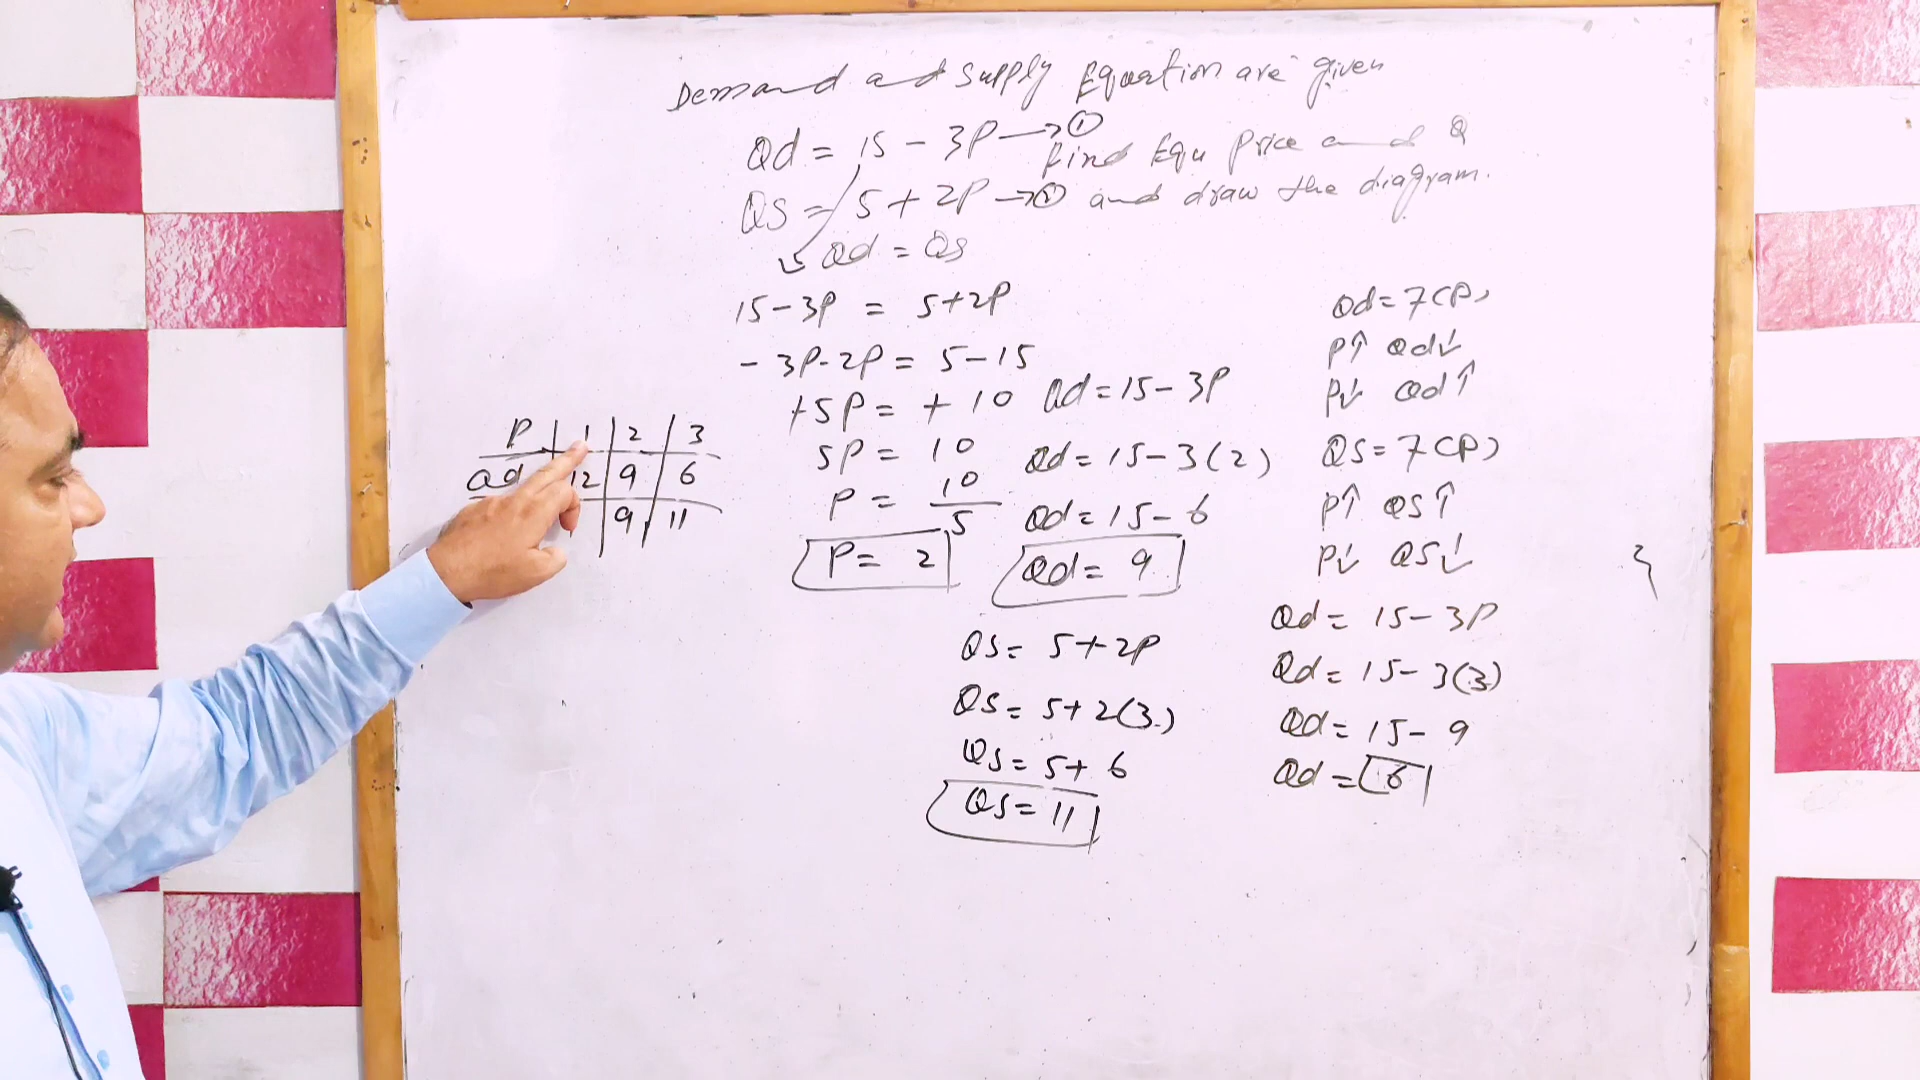 Demand and supply Equation are given
Qd = 15 - 3P → ①
find Equ price and Q
QS = 5 + 2P → ① and draw the diagram.
Qd = QS
15-3P = 5+2P
- 3P-2P = 5-15
+5P = + 10
5P = 10
P = 10/5
P = 2
Qd = 15-3P
Qd = 15-3(2)
Qd = 15-6
Qd = 9
QS = 5+2P
QS = 5+2(3.)
QS = 5+ 6
QS = 11
Qd = 7(P)
P↑ Qd↓
P↓ Qd↑
QS = 7(P)
P↑ QS↑
P↓ QS↓
Qd = 15-3P
Qd = 15-3(3)
Qd = 15- 9
Qd = 6
P 1 2 3
Qd 12 9 6
9 11